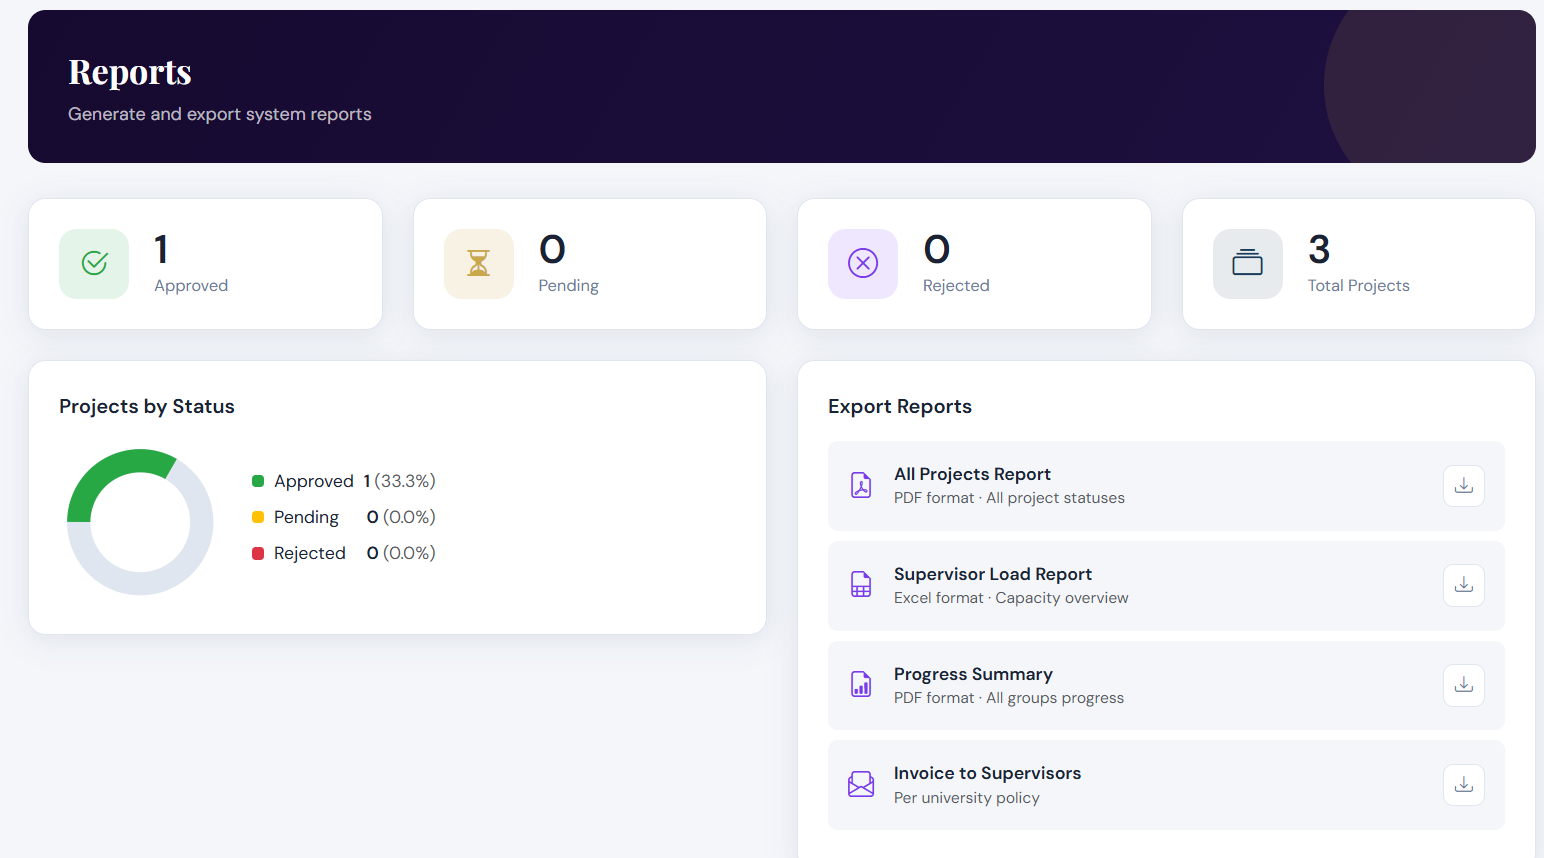 Reports
Generate and export system reports
1
Approved
0
Pending
0
Rejected
3
Total Projects
Projects by Status
Approved 1 (33.3%)
Pending 0 (0.0%)
Rejected 0 (0.0%)
Export Reports
All Projects Report
PDF format · All project statuses
Supervisor Load Report
Excel format · Capacity overview
Progress Summary
PDF format · All groups progress
Invoice to Supervisors
Per university policy